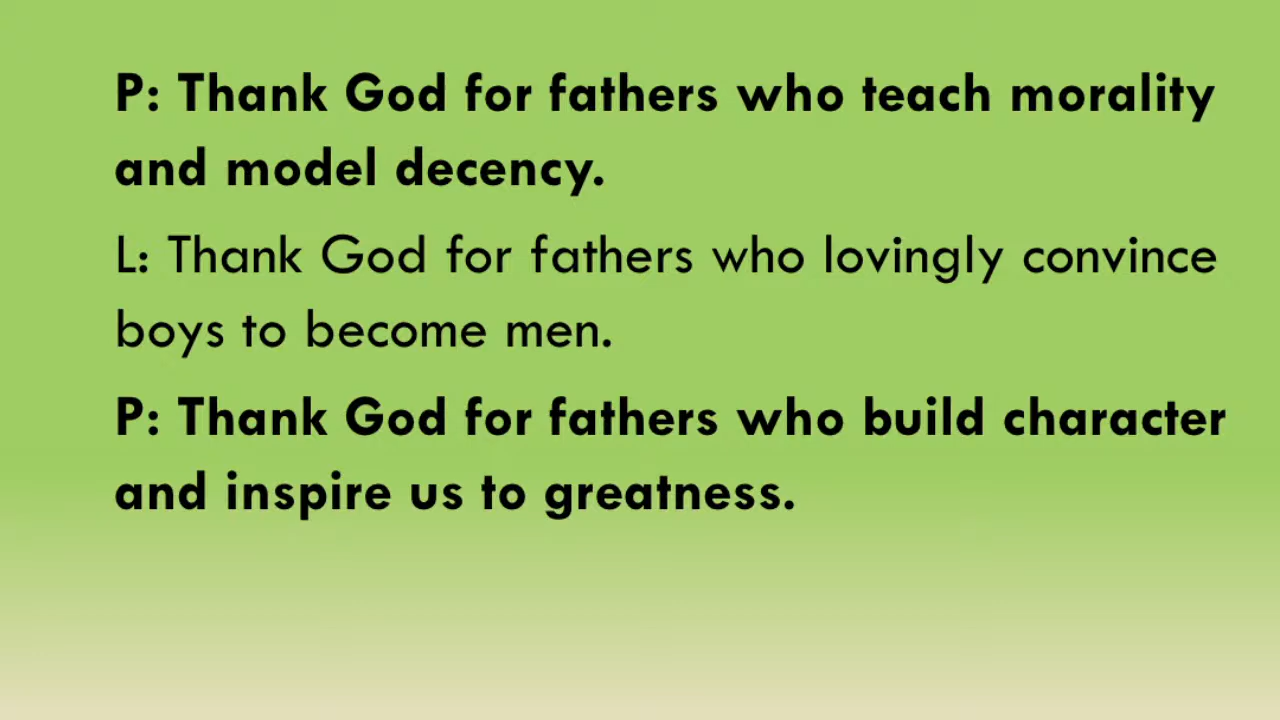 P: Thank God for fathers who teach morality
and model decency.
L: Thank God for fathers who lovingly convince
boys to become men.
P: Thank God for fathers who build character
and inspire us to greatness.